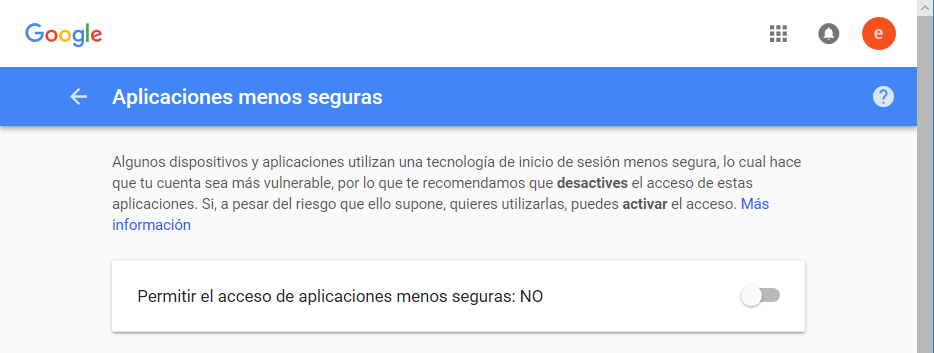 Google
e
Aplicaciones menos seguras
?
Algunos dispositivos y aplicaciones utilizan una tecnología de inicio de sesión menos segura, lo cual hace
que tu cuenta sea más vulnerable, por lo que te recomendamos que desactives el acceso de estas
aplicaciones. Si, a pesar del riesgo que ello supone, quieres utilizarlas, puedes activar el acceso. Más
información
Permitir el acceso de aplicaciones menos seguras: NO